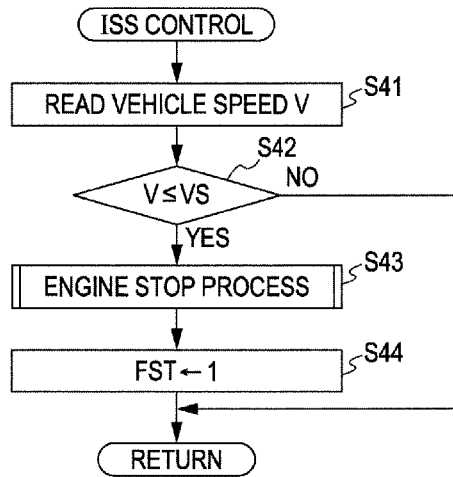 ISS CONTROL
READ VEHICLE SPEED V
S41
S42
V ≤ VS
NO
YES
ENGINE STOP PROCESS
S43
S44
FST ← 1
RETURN